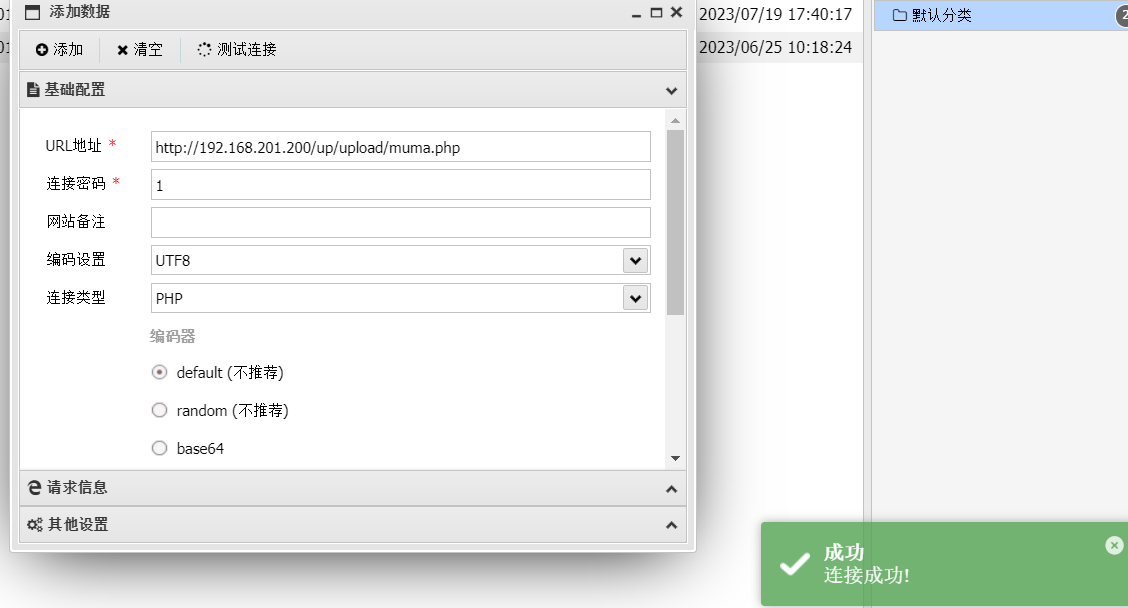 添加数据
2023/07/19 17:40:17
默认分类
2
添加 清空 测试连接
2023/06/25 10:18:24
基础配置
URL地址 * http://192.168.201.200/up/upload/muma.php
连接密码 * 1
网站备注
编码设置 UTF8
连接类型 PHP
编码器
default (不推荐)
random (不推荐)
base64
请求信息
其他设置
成功
连接成功!